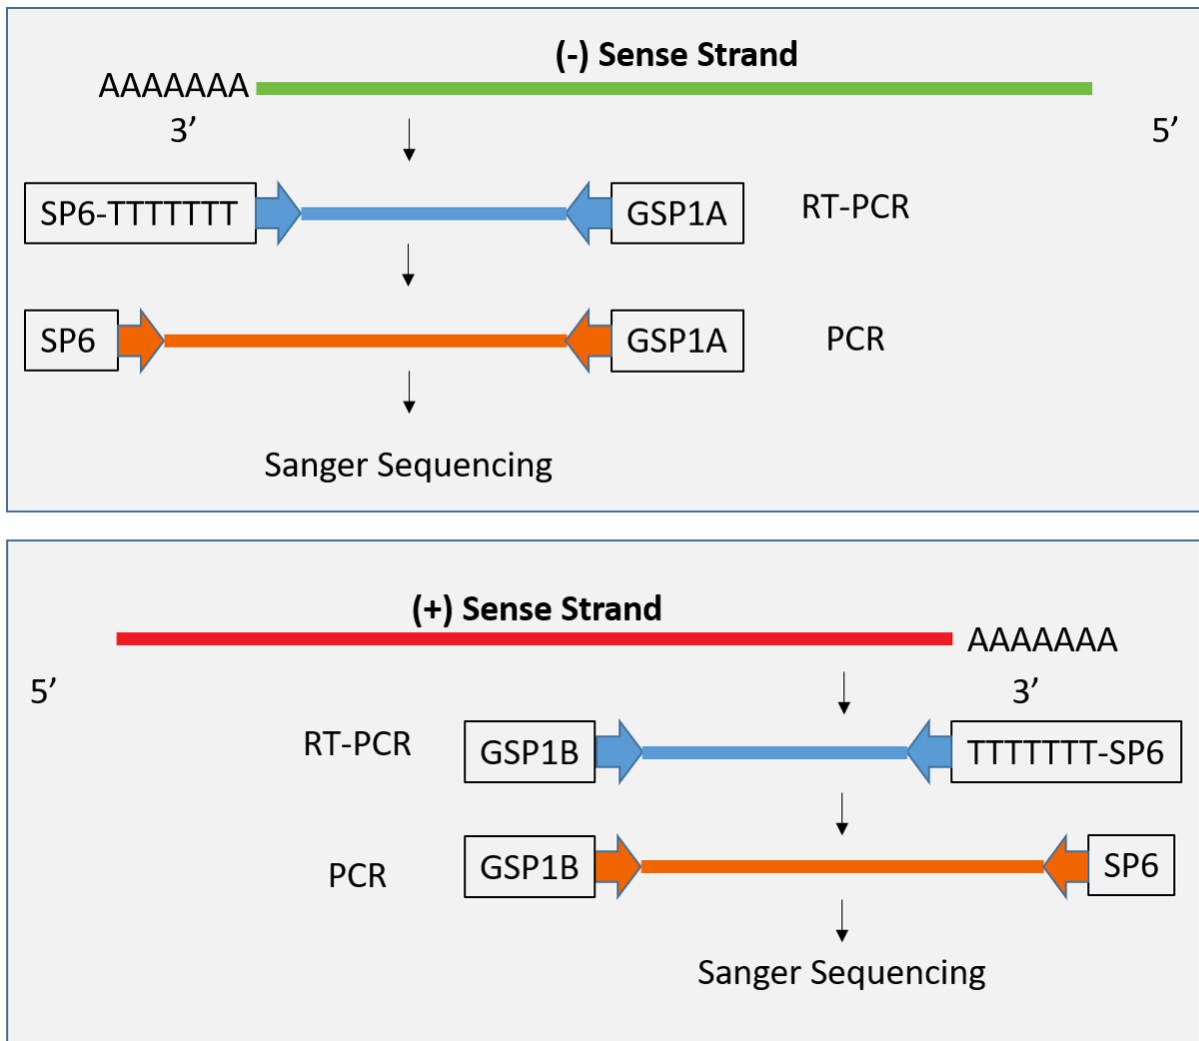 (-) Sense Strand
AAAAAAA
3’
5’
SP6-TTTTTTT
GSP1A
RT-PCR
SP6
GSP1A
PCR
Sanger Sequencing
(+) Sense Strand
AAAAAAA
5’
3’
RT-PCR
GSP1B
TTTTTTT-SP6
PCR
GSP1B
SP6
Sanger Sequencing